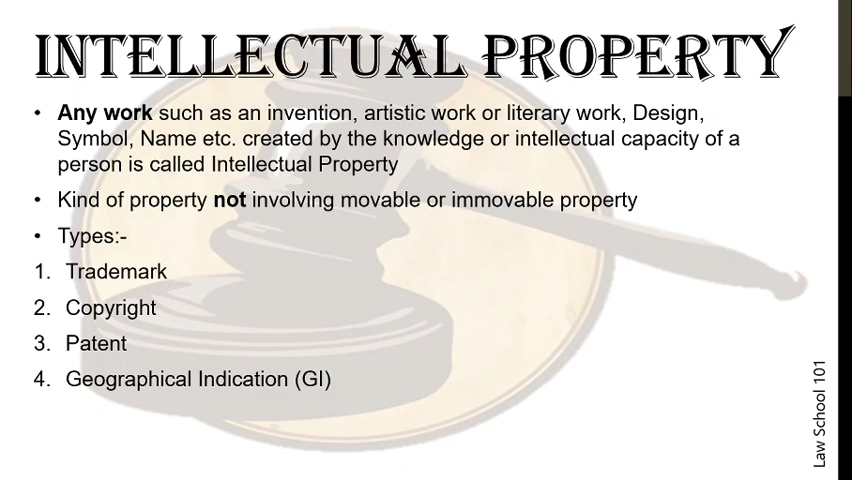 INTELLECTUAL PROPERTY
• Any work such as an invention, artistic work or literary work, Design,
Symbol, Name etc. created by the knowledge or intellectual capacity of a
person is called Intellectual Property
• Kind of property not involving movable or immovable property
• Types:-
1. Trademark
2. Copyright
3. Patent
4. Geographical Indication (GI)
Law School 101